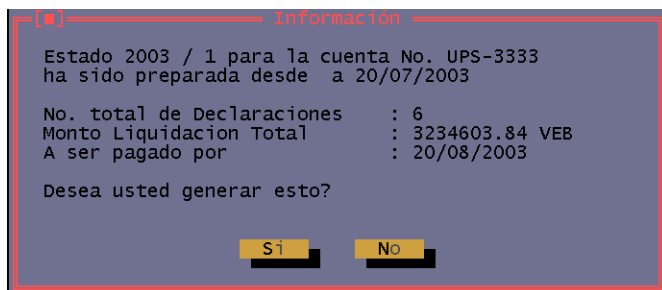 [■] Información
Estado 2003 / 1 para la cuenta No. UPS-3333
ha sido preparada desde  a 20/07/2003
No. total de Declaraciones : 6
Monto Liquidacion Total : 3234603.84 VEB
A ser pagado por : 20/08/2003
Desea usted generar esto?
Si No